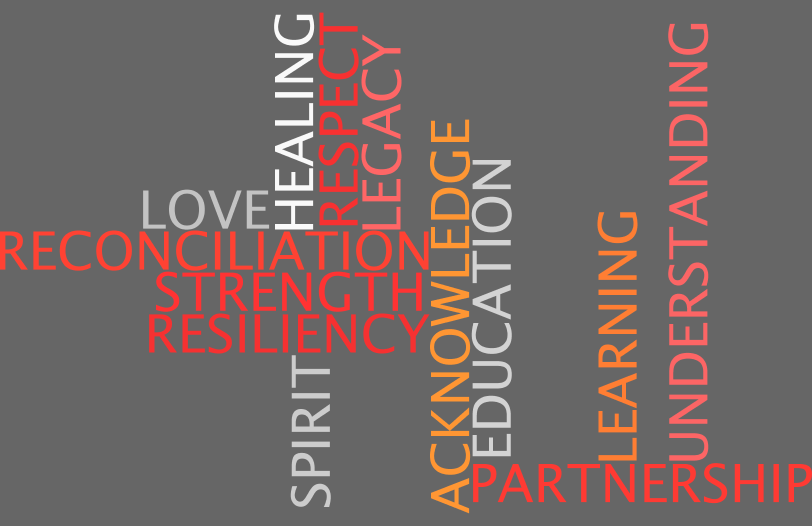 HEALING
RESPECT
LEGACY
LOVE
RECONCILIATION
STRENGTH
RESILIENCY
SPIRIT
ACKNOWLEDGE
EDUCATION
LEARNING
UNDERSTANDING
PARTNERSHIP